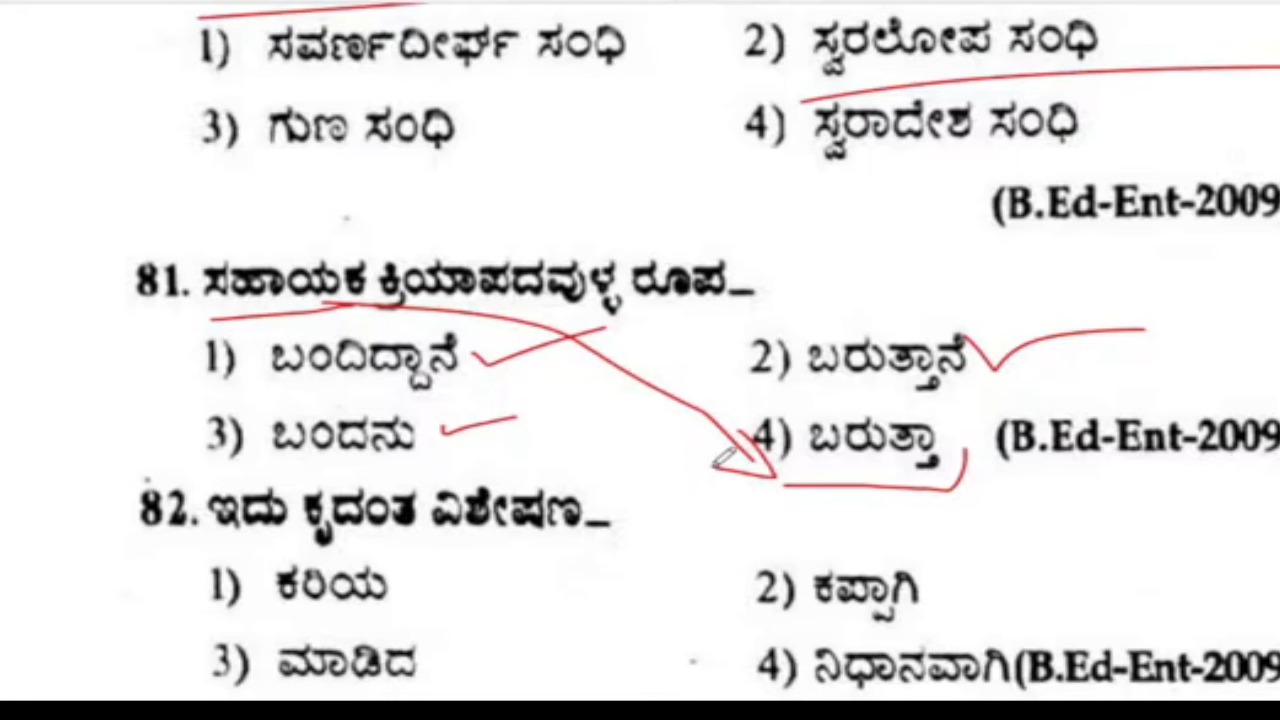 1) ಸವರ್ಣದೀರ್ಘ ಸಂಧಿ 2) ಸ್ವರಲೋಪ ಸಂಧಿ
3) ಗುಣ ಸಂಧಿ 4) ಸ್ವರಾದೇಶ ಸಂಧಿ
(B.Ed-Ent-2009
81. ಸಹಾಯಕ ಕ್ರಿಯಾಪದವುಳ್ಳ ರೂಪ_
1) ಬಂದಿದ್ದಾನೆ 2) ಬರುತ್ತಾನೆ
3) ಬಂದನು 4) ಬರುತ್ತಾ (B.Ed-Ent-2009
82. ಇದು ಕೃದಂತ ವಿಶೇಷಣ_
1) ಕರಿಯ 2) ಕಪ್ಪಾಗಿ
3) ಮಾಡಿದ 4) ನಿಧಾನವಾಗಿ(B.Ed-Ent-2009